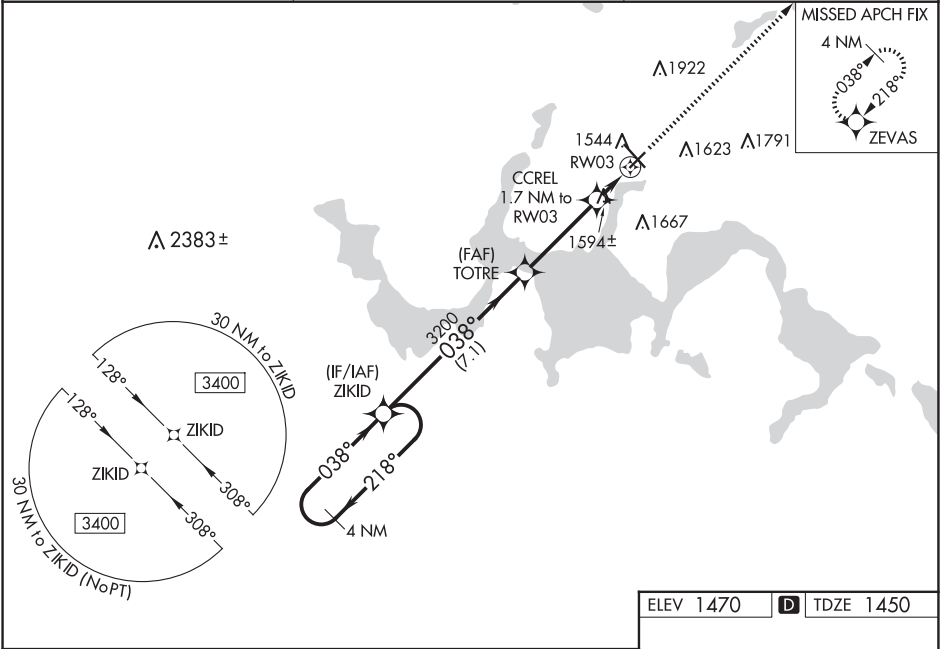 MISSED APCH FIX
4 NM
038°
218°
ZEVAS
1922
1544
RW03
1623
1791
CCREL
1.7 NM to
RW03
1594±
1667
2383±
(FAF)
TOTRE
3200
038°
(7.1)
(IF/IAF)
ZIKID
038°
218°
4 NM
30 NM to ZIKID
128°
3400
ZIKID
308°
128°
ZIKID
308°
3400
30 NM to ZIKID (NoPT)
ELEV 1470 D TDZE 1450